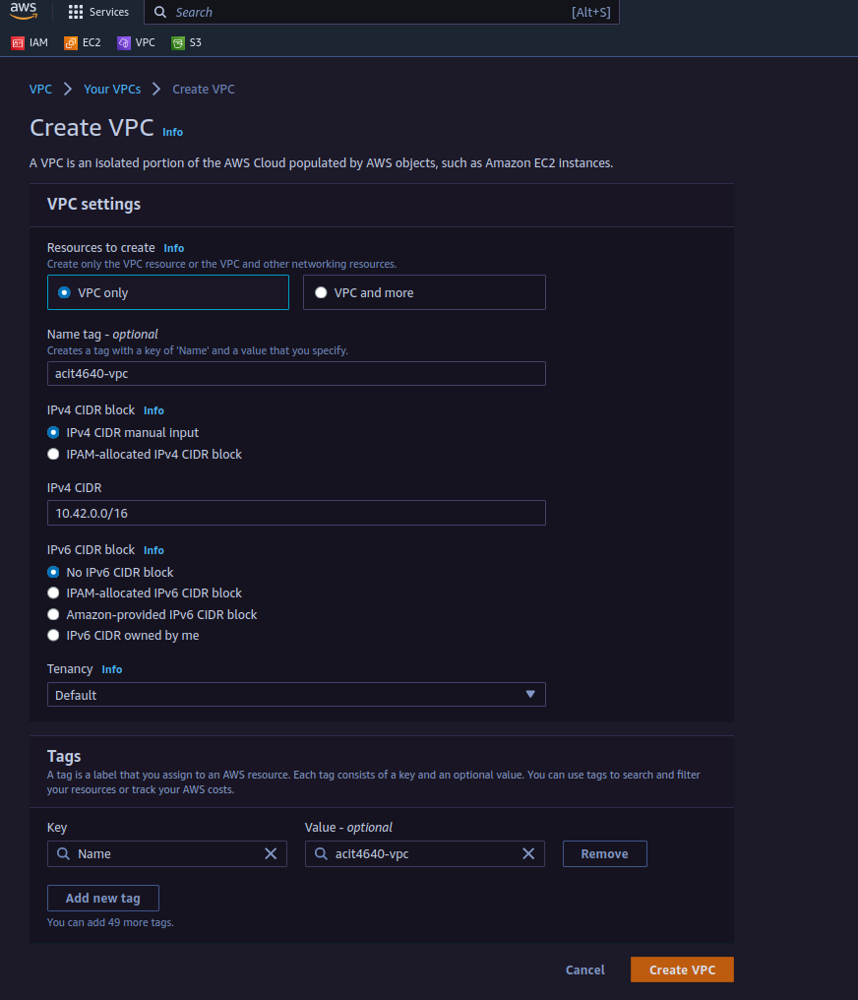 aws Services Search [Alt+S]
IAM EC2 VPC S3
VPC Your VPCs Create VPC
Create VPC Info
A VPC is an isolated portion of the AWS Cloud populated by AWS objects, such as Amazon EC2 instances.
VPC settings
Resources to create Info
Create only the VPC resource or the VPC and other networking resources.
VPC only VPC and more
Name tag - optional
Creates a tag with a key of 'Name' and a value that you specify.
acit4640-vpc
IPv4 CIDR block Info
IPv4 CIDR manual input
IPAM-allocated IPv4 CIDR block
IPv4 CIDR
10.42.0.0/16
IPv6 CIDR block Info
No IPv6 CIDR block
IPAM-allocated IPv6 CIDR block
Amazon-provided IPv6 CIDR block
IPv6 CIDR owned by me
Tenancy Info
Default
Tags
A tag is a label that you assign to an AWS resource. Each tag consists of a key and an optional value. You can use tags to search and filter
your resources or track your AWS costs.
Key Value - optional
Name acit4640-vpc Remove
Add new tag
You can add 49 more tags.
Cancel Create VPC